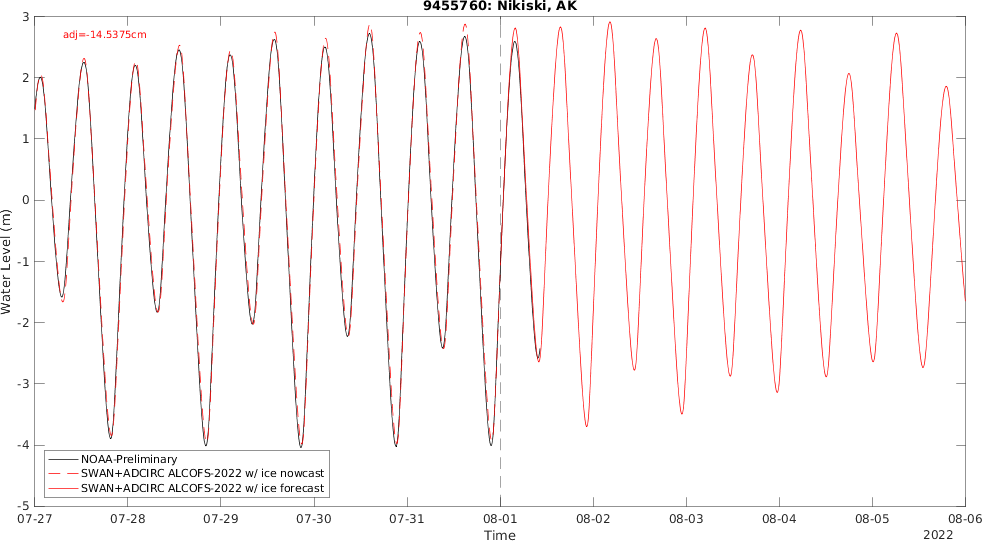 9455760: Nikiski, AK
adj=-14.5375cm
3
2
1
0
-1
-2
-3
-4
-5
Water Level (m)
NOAA-Preliminary
SWAN+ADCIRC ALCOFS-2022 w/ ice nowcast
SWAN+ADCIRC ALCOFS-2022 w/ ice forecast
07-27 07-28 07-29 07-30 07-31 08-01 08-02 08-03 08-04 08-05 08-06
Time
2022